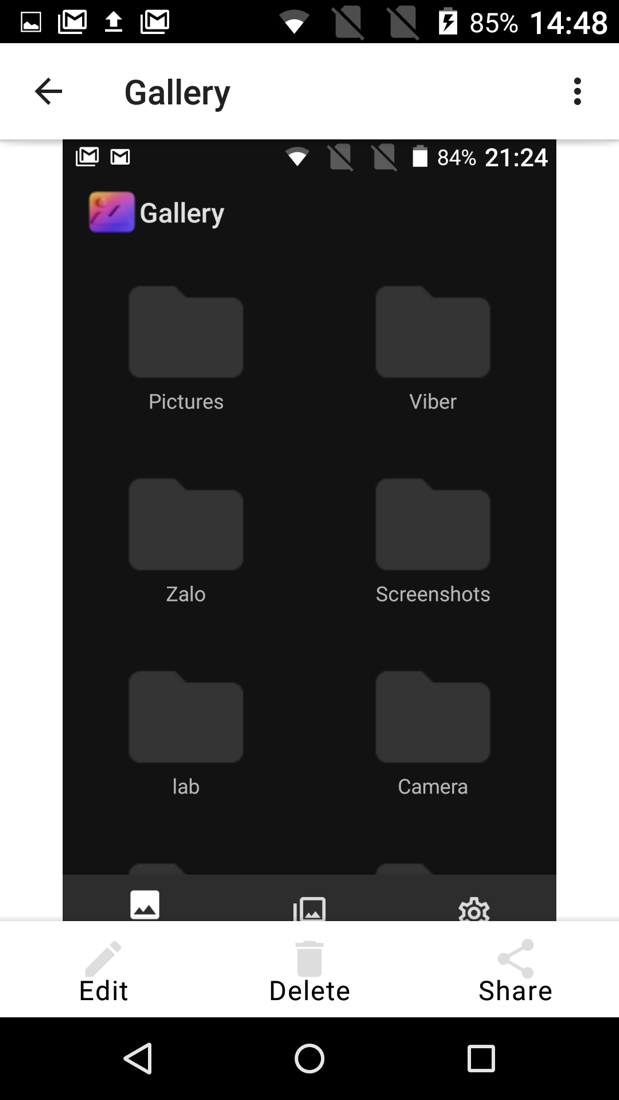 85% 14:48
Gallery
84% 21:24
Gallery
Pictures Viber
Zalo Screenshots
lab Camera
Edit Delete Share